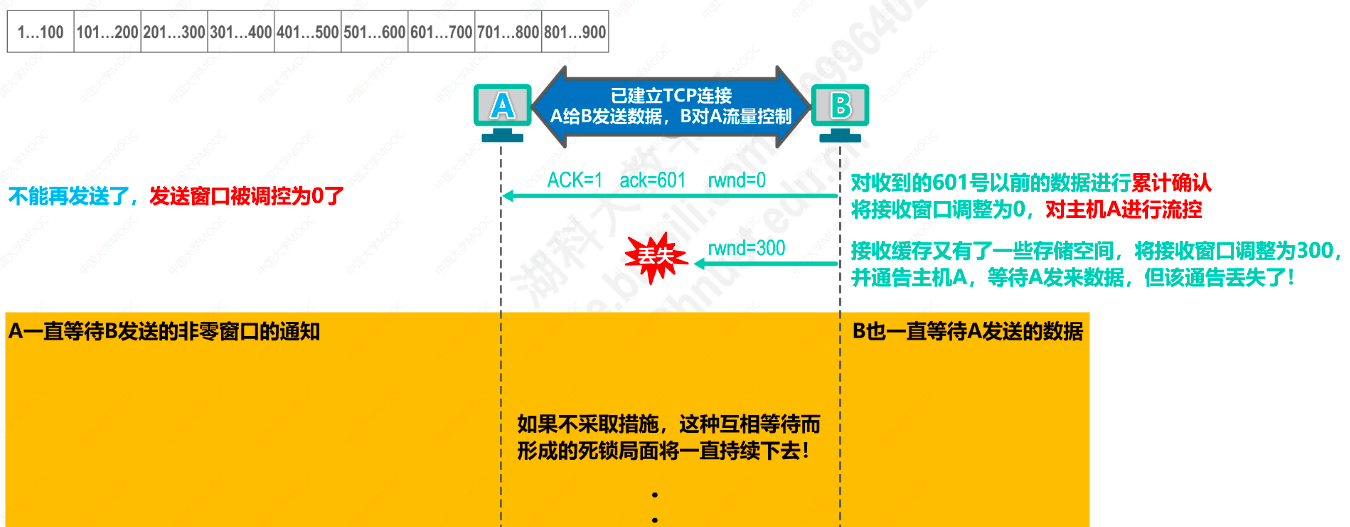 1…100 101…200 201…300 301…400 401…500 501…600 601…700 701…800 801…900
已建立TCP连接
A给B发送数据，B对A流量控制
A
B
ACK=1 ack=601 rwnd=0
不能再发送了，发送窗口被调控为0了
对收到的601号以前的数据进行累计确认
将接收窗口调整为0，对主机A进行流控
丢失
rwnd=300
接收缓存又有了一些存储空间，将接收窗口调整为300，
并通告主机A，等待A发来数据，但该通告丢失了！
A一直等待B发送的非零窗口的通知
B也一直等待A发送的数据
如果不采取措施，这种互相等待而
形成的死锁局面将一直持续下去！